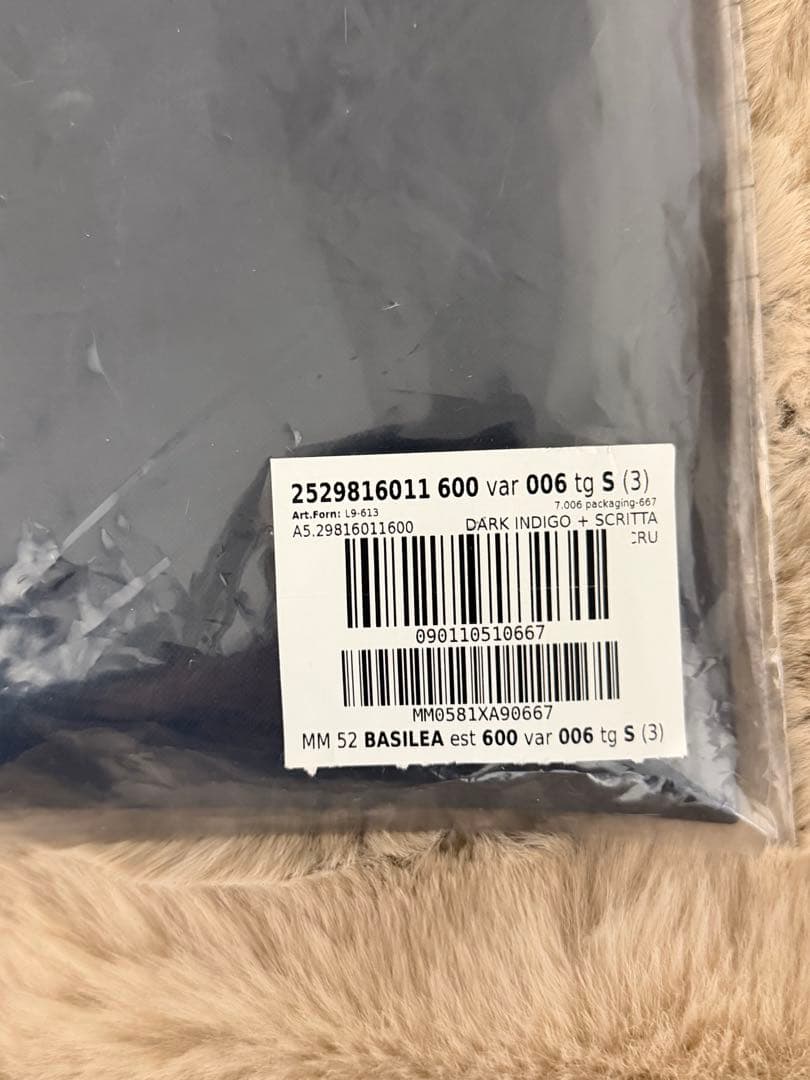 2529816011 600 var 006 tg S (3)
Art.Forn: L9-613
7.006 packaging-667
A5.29816011600
DARK INDIGO + SCRITTA
CRU
090110510667
MM0581XA90667
MM 52 BASILEA est 600 var 006 tg S (3)